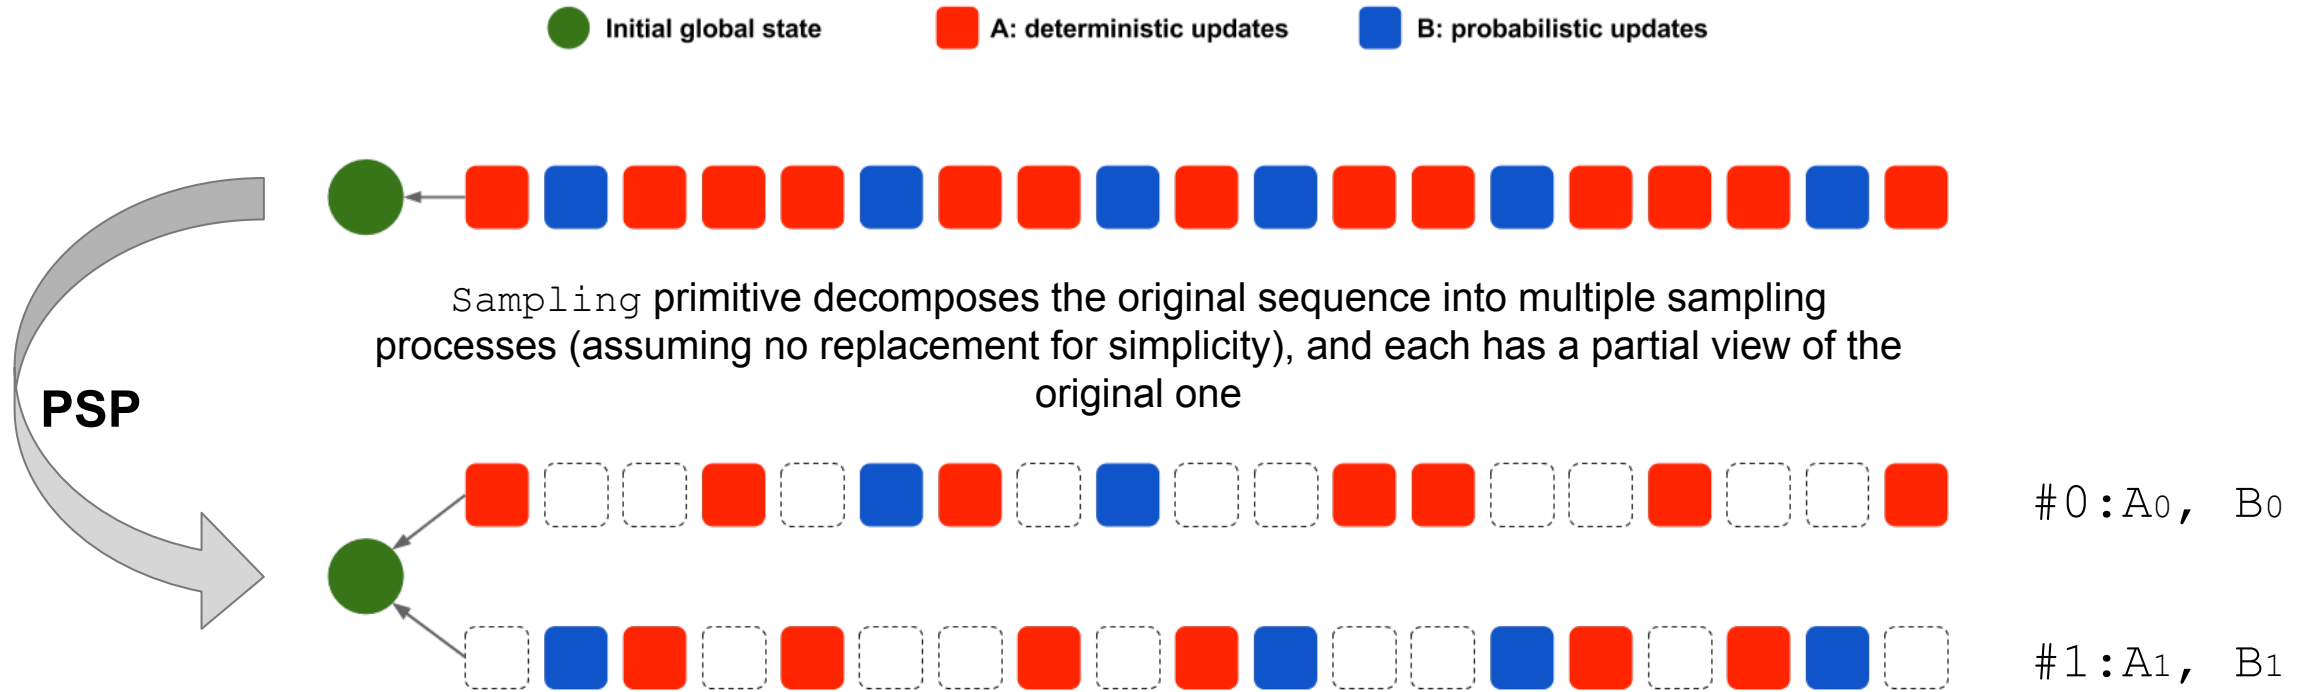 Initial global state
A: deterministic updates
B: probabilistic updates
Sampling primitive decomposes the original sequence into multiple sampling
processes (assuming no replacement for simplicity), and each has a partial view of the
original one
PSP
#0:A0, B0
#1:A1, B1